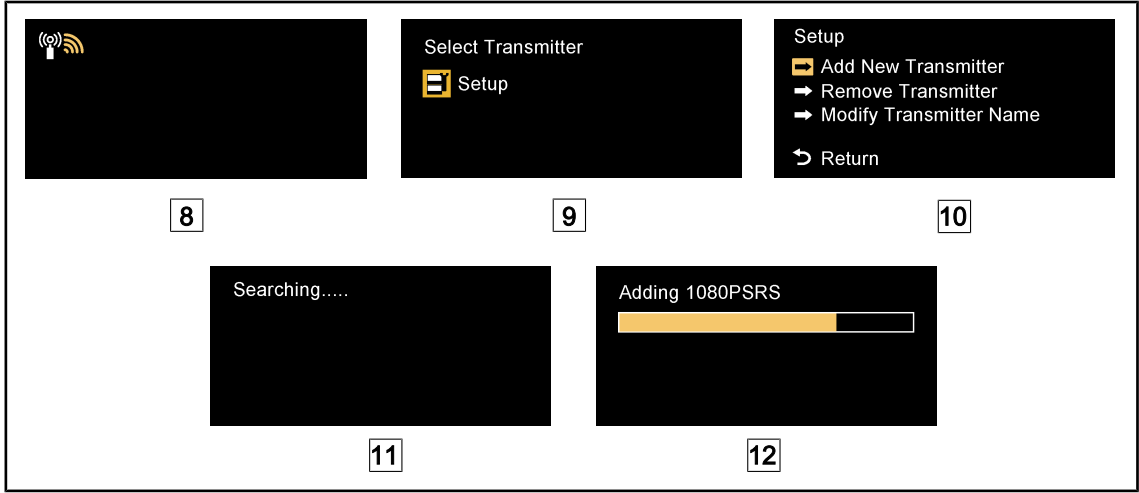 Select Transmitter
Setup
Setup
Add New Transmitter
Remove Transmitter
Modify Transmitter Name
Return
8
9
10
Searching.....
Adding 1080PSRS
11
12